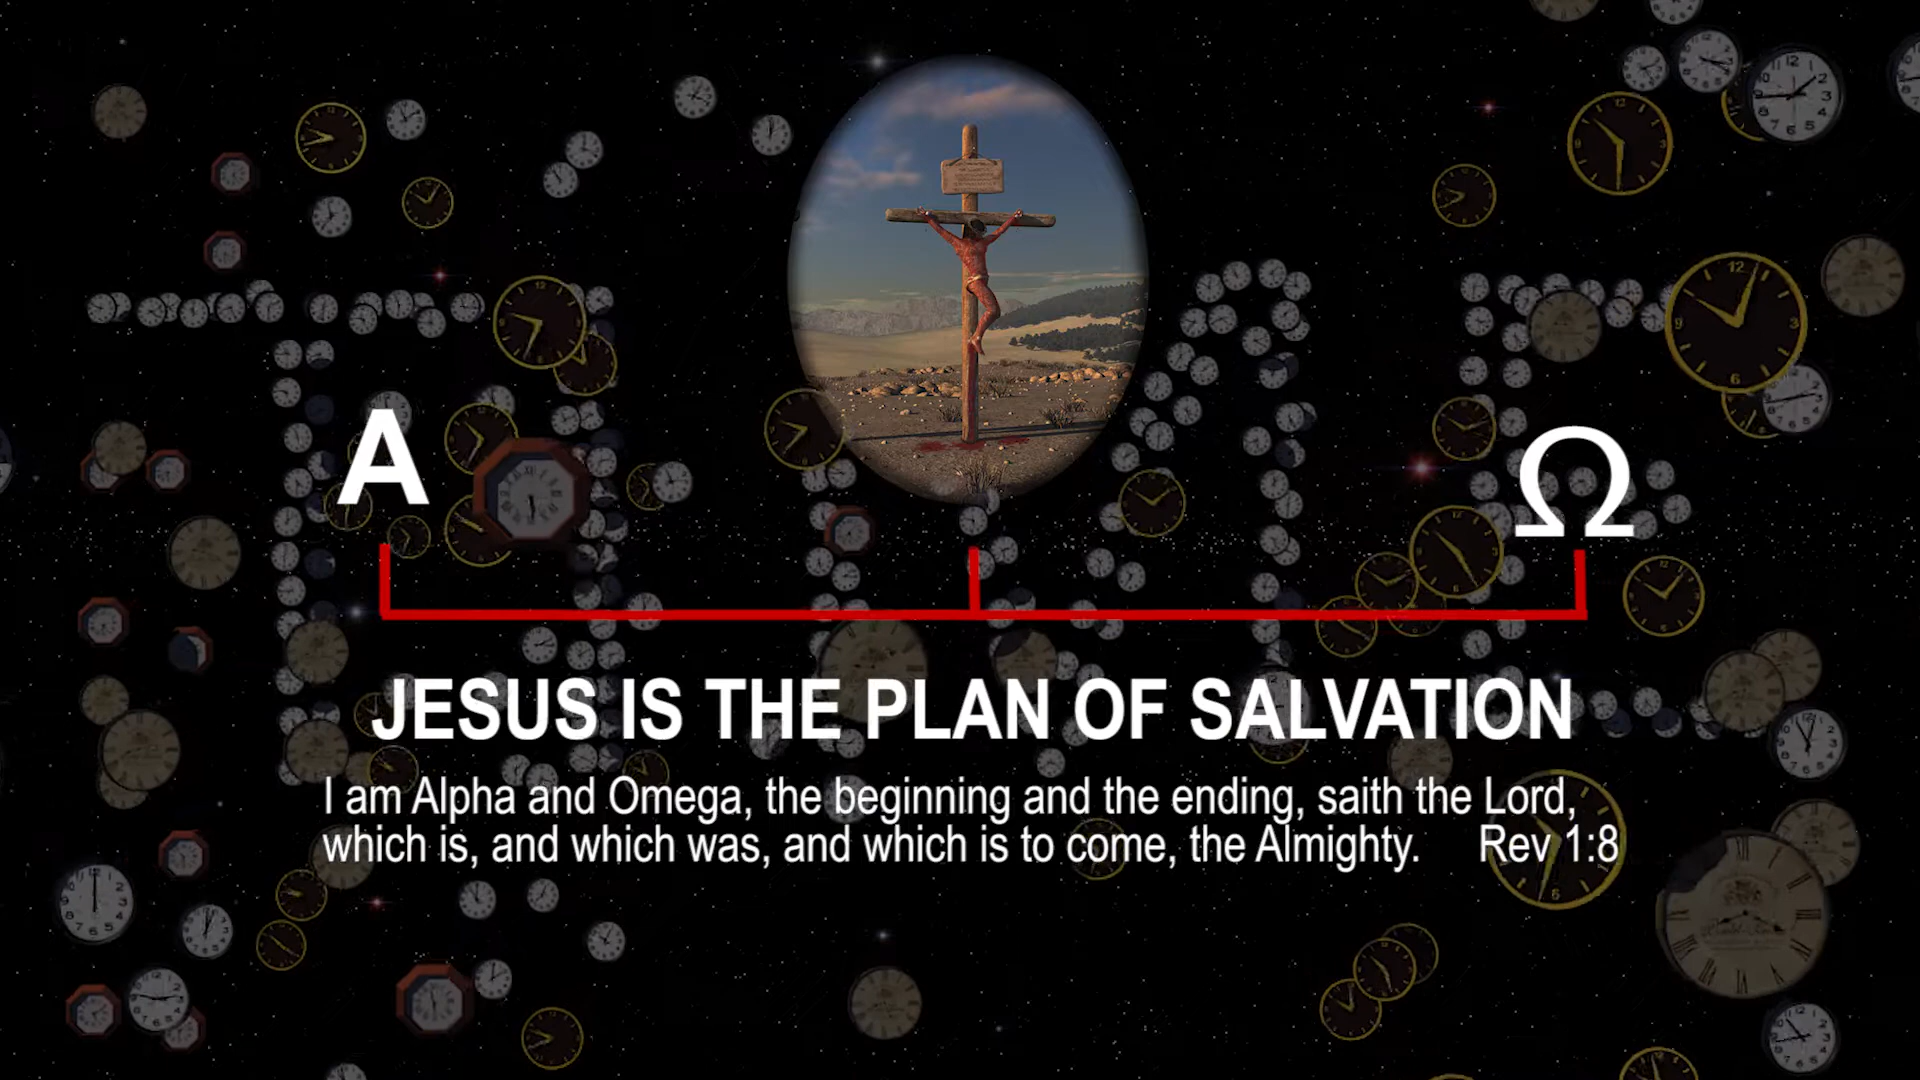 Α
Ω
JESUS IS THE PLAN OF SALVATION
I am Alpha and Omega, the beginning and the ending, saith the Lord,
which is, and which was, and which is to come, the Almighty. Rev 1:8